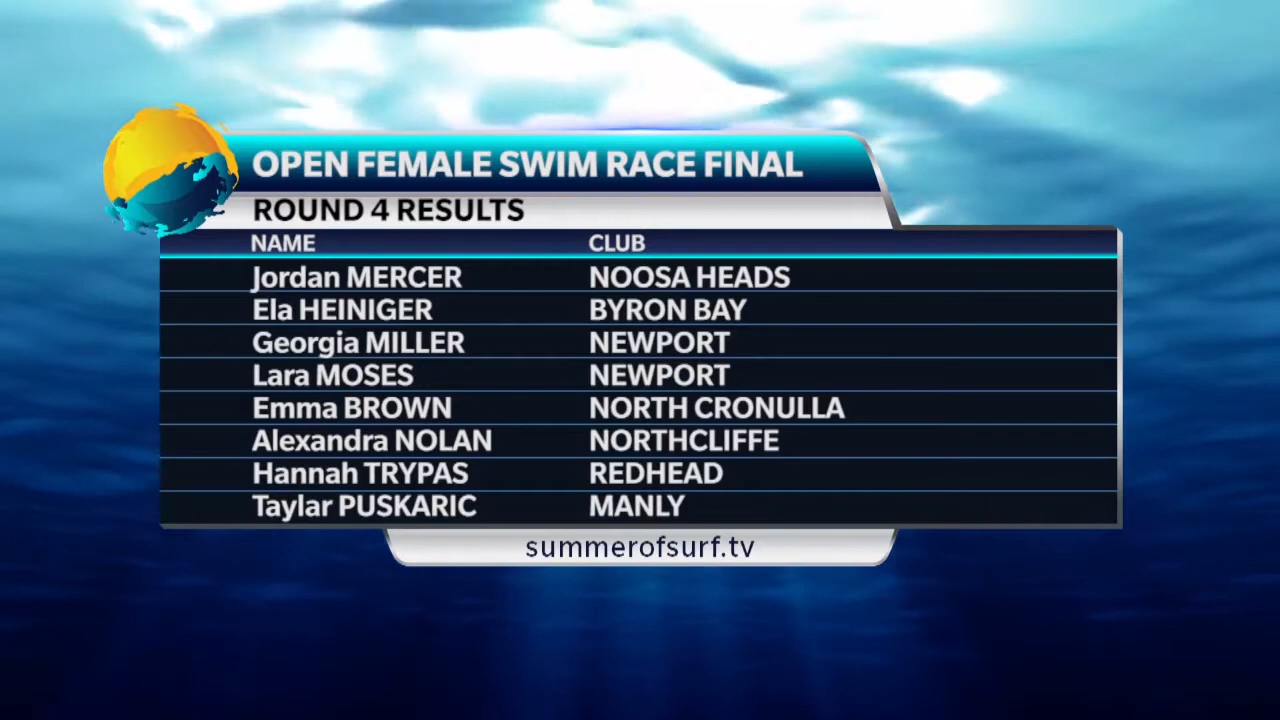 OPEN FEMALE SWIM RACE FINAL
ROUND 4 RESULTS
NAME CLUB
Jordan MERCER NOOSA HEADS
Ela HEINIGER BYRON BAY
Georgia MILLER NEWPORT
Lara MOSES NEWPORT
Emma BROWN NORTH CRONULLA
Alexandra NOLAN NORTHCLIFFE
Hannah TRYPAS REDHEAD
Taylar PUSKARIC MANLY
summerofsurf.tv